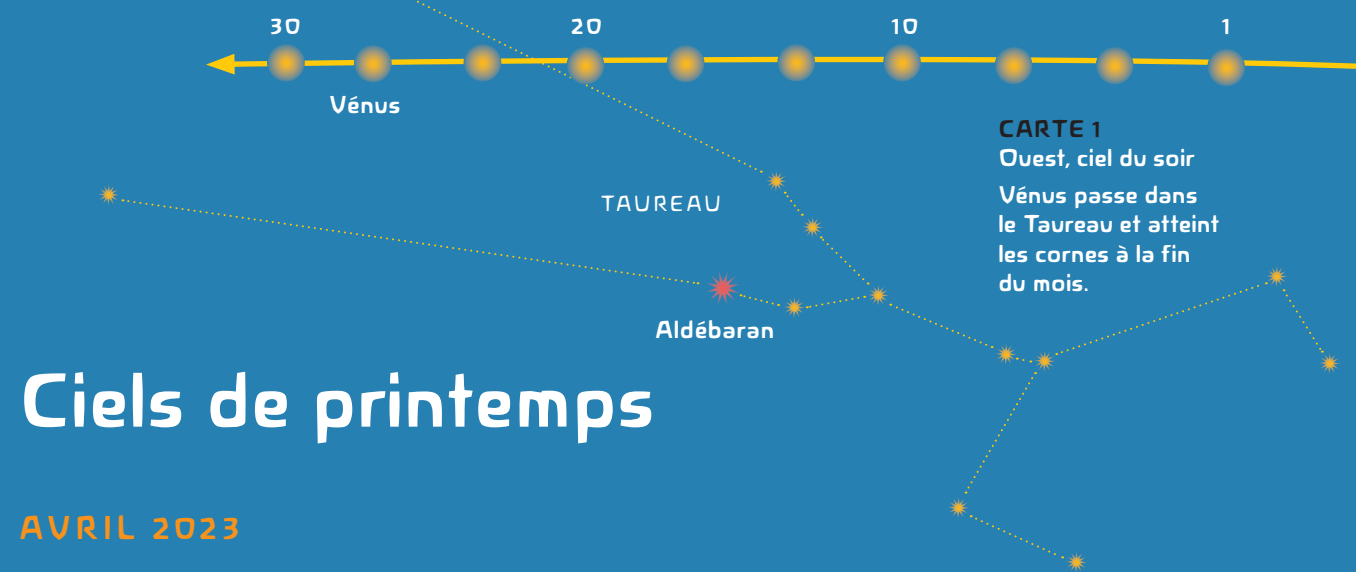 30 20 10 1
Vénus
CARTE 1
Ouest, ciel du soir
Vénus passe dans
le Taureau et atteint
les cornes à la fin
du mois.
TAUREAU
Aldébaran
Ciels de printemps
AVRIL 2023